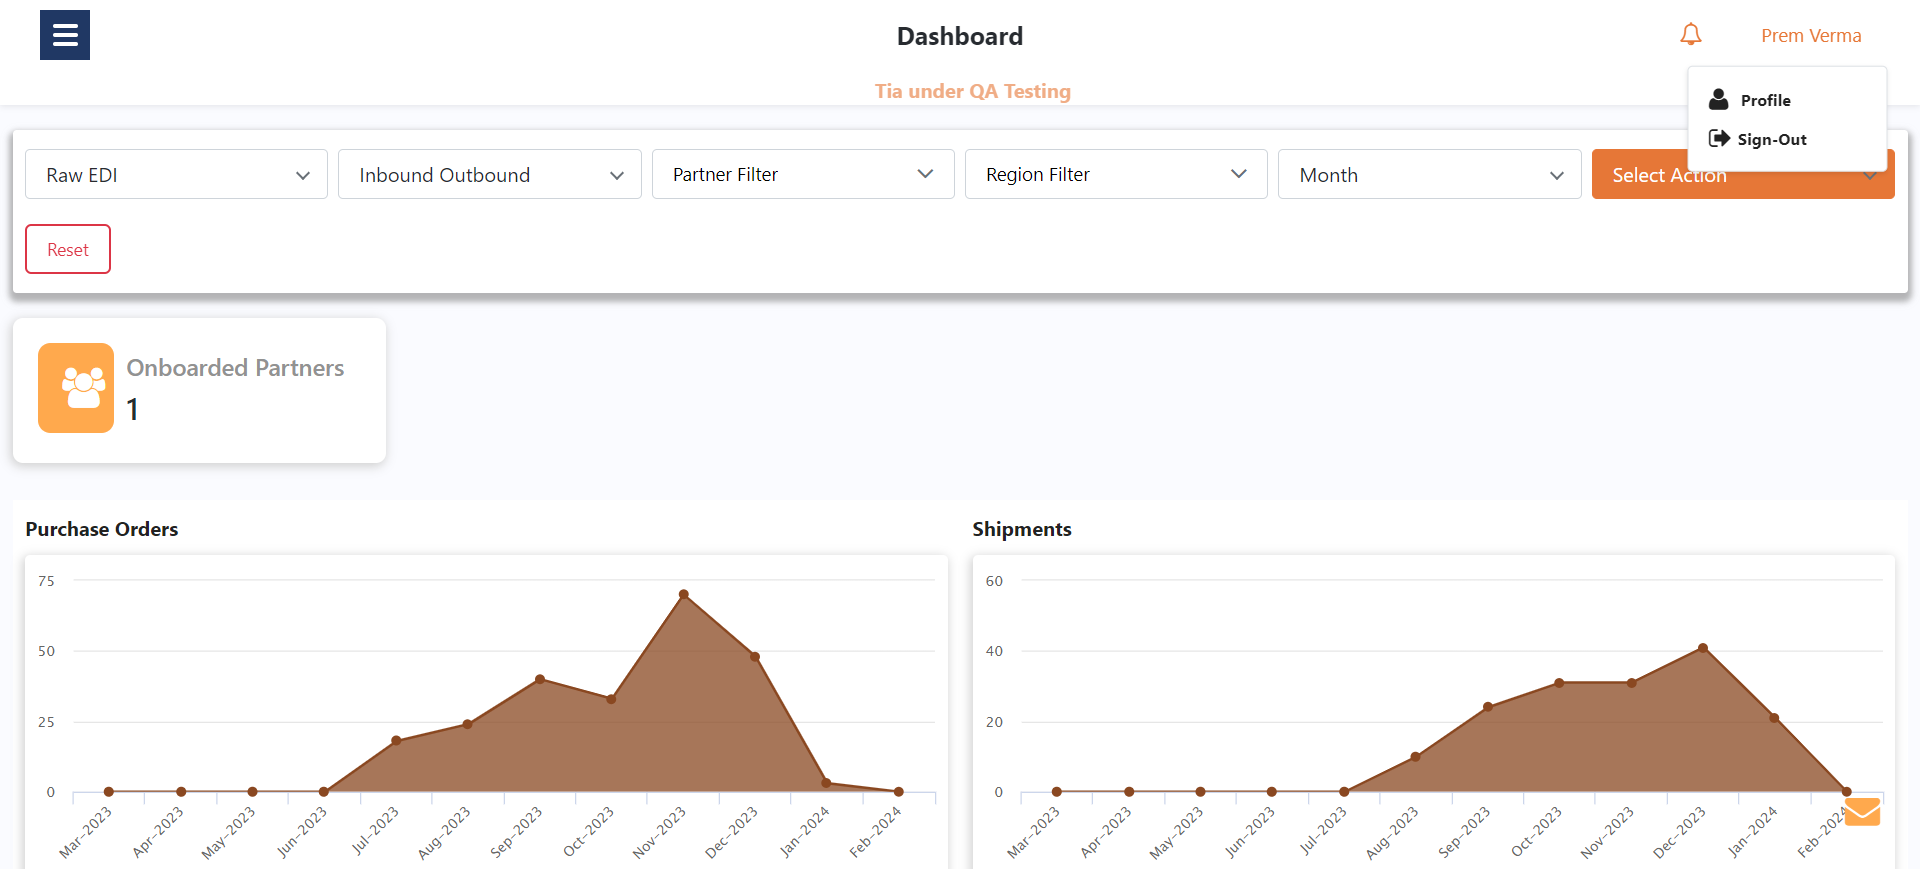 Dashboard
Prem Verma
Tia under QA Testing
Profile
Sign-Out
Raw EDI
Inbound Outbound
Partner Filter
Region Filter
Month
Select Action
Reset
Onboarded Partners
1
Purchase Orders
75
50
25
0
Mar-2023
Apr-2023
May-2023
Jun-2023
Jul-2023
Aug-2023
Sep-2023
Oct-2023
Nov-2023
Dec-2023
Jan-2024
Feb-2024
Shipments
60
40
20
0
Mar-2023
Apr-2023
May-2023
Jun-2023
Jul-2023
Aug-2023
Sep-2023
Oct-2023
Nov-2023
Dec-2023
Jan-2024
Feb-2024